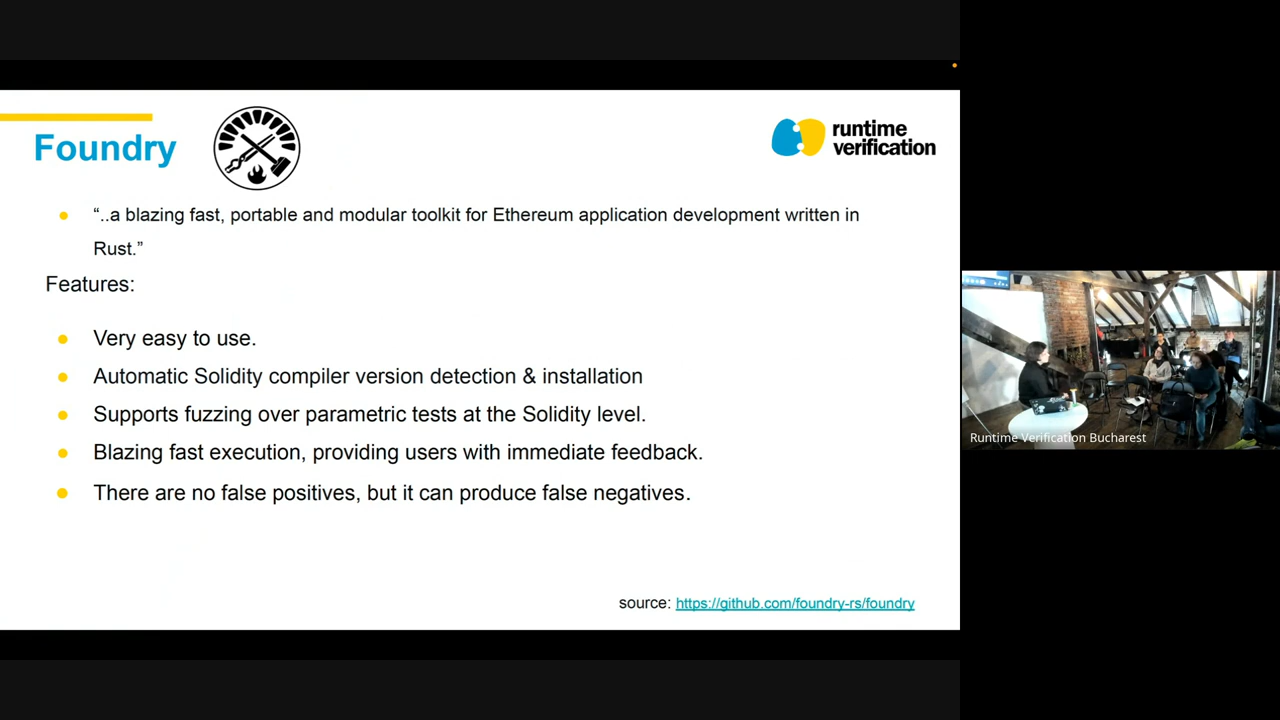 Foundry
runtime
verification
“..a blazing fast, portable and modular toolkit for Ethereum application development written in
Rust.”
Features:
Very easy to use.
Automatic Solidity compiler version detection & installation
Supports fuzzing over parametric tests at the Solidity level.
Blazing fast execution, providing users with immediate feedback.
There are no false positives, but it can produce false negatives.
source: https://github.com/foundry-rs/foundry
Runtime Verification Bucharest